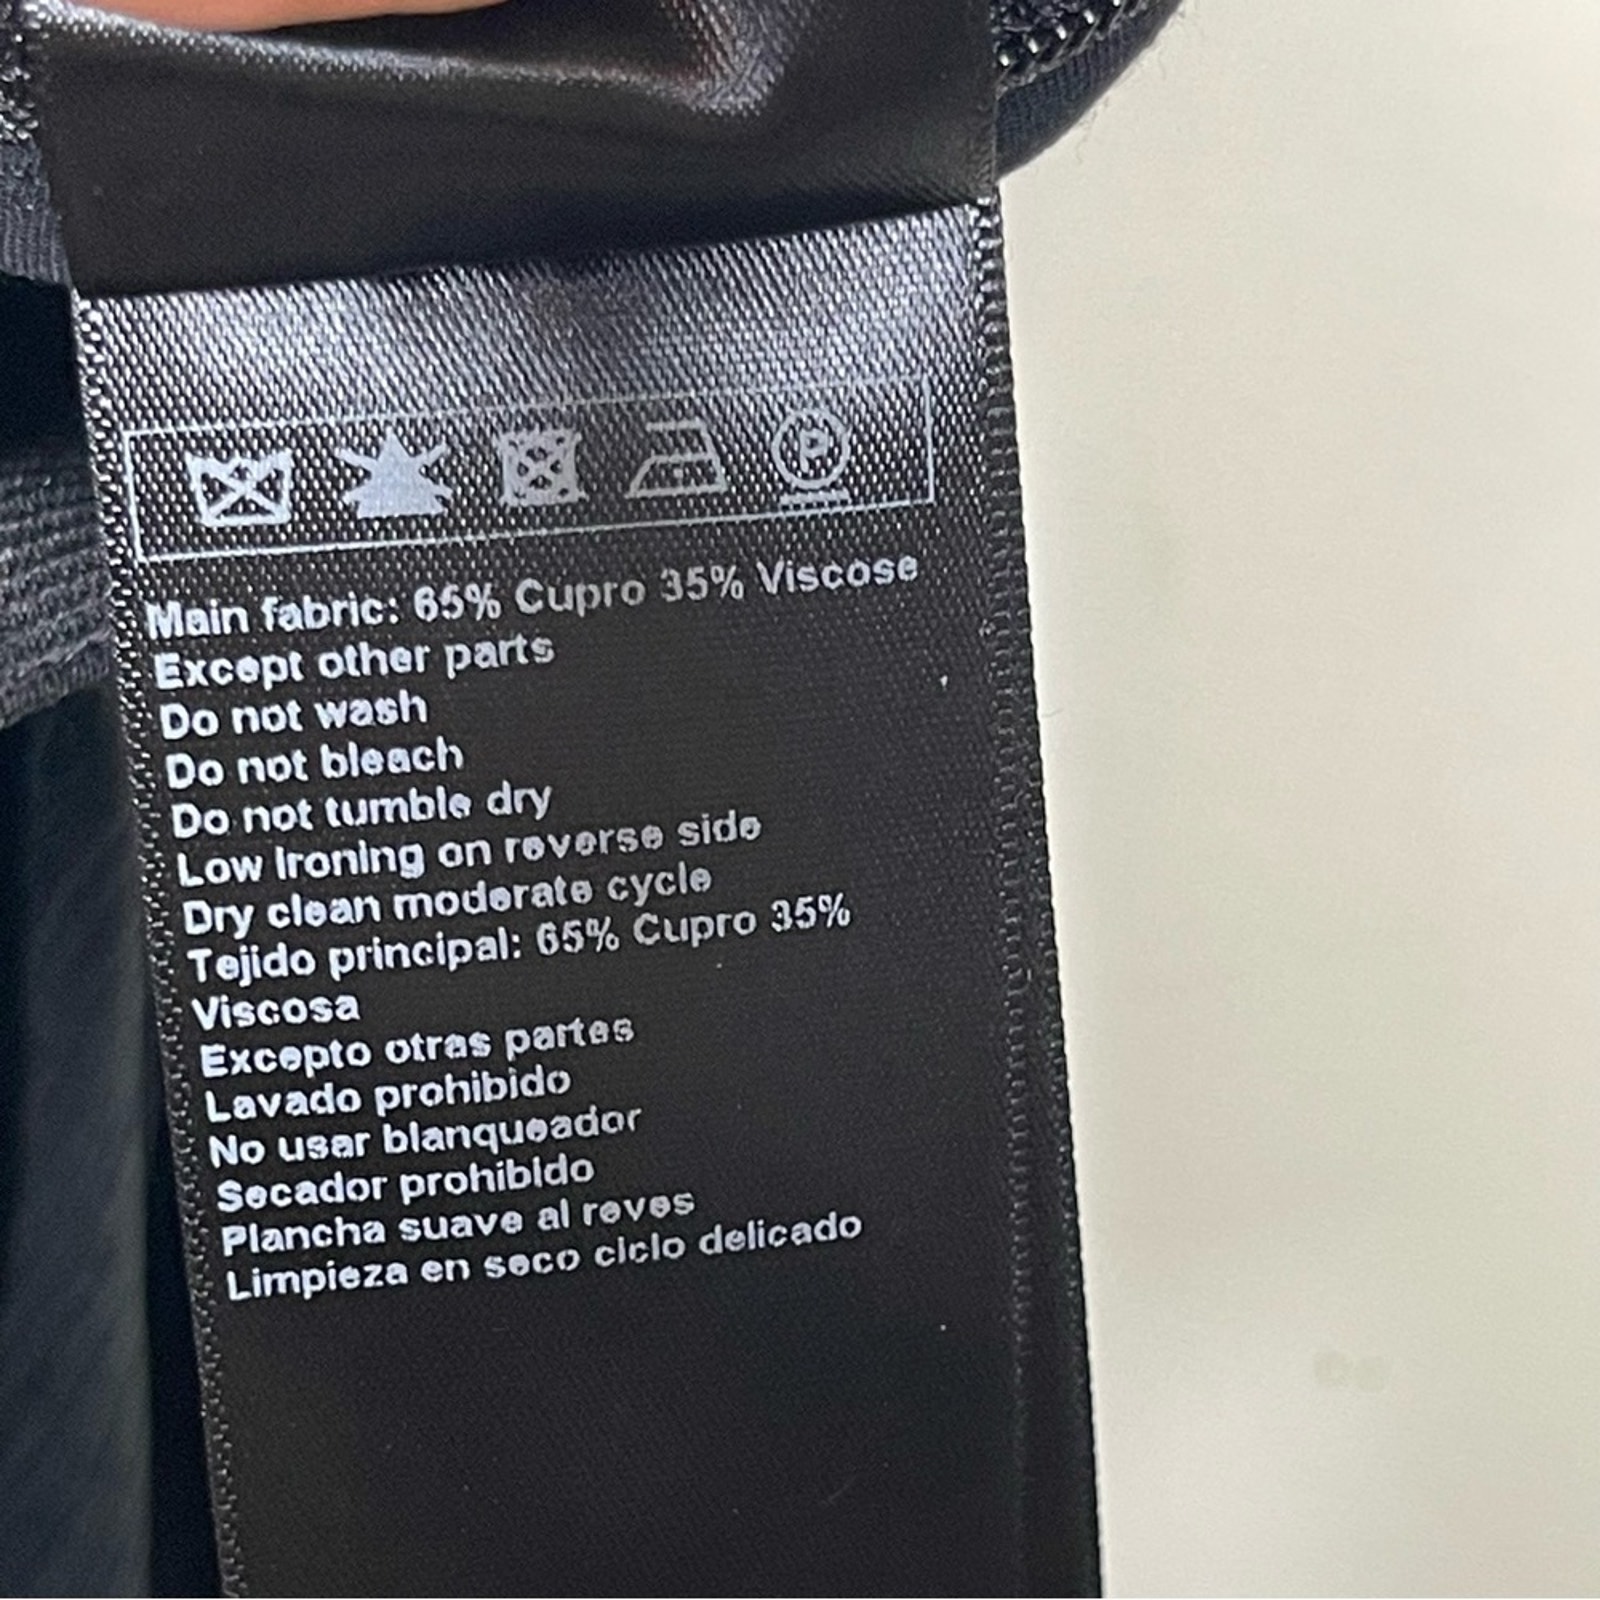 P
Main fabric: 65% Cupro 35% Viscose
Except other parts
Do not wash
Do not bleach
Do not tumble dry
Low ironing on reverse side
Dry clean moderate cycle
Tejido principal: 65% Cupro 35%
Viscosa
Excepto otras partes
Lavado prohibido
No usar blanqueador
Secador prohibido
Plancha suave al reves
Limpieza en seco ciclo delicado